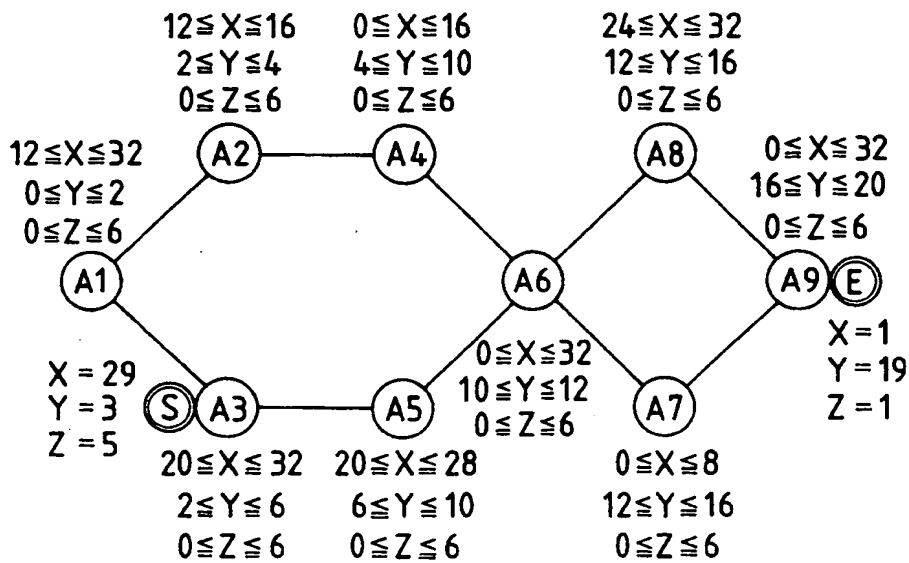 12≦X≦16
2≦Y≦4
0≦Z≦6
0≦X≦16
4≦Y≦10
0≦Z≦6
24≦X≦32
12≦Y≦16
0≦Z≦6
12≦X≦32
0≦Y≦2
0≦Z≦6
A2
A4
A8
0≦X≦32
16≦Y≦20
0≦Z≦6
A1
A6
A9
E
X=29
Y=3
Z=5
S
A3
A5
0≦X≦32
10≦Y≦12
0≦Z≦6
A7
X=1
Y=19
Z=1
20≦X≦32
2≦Y≦6
0≦Z≦6
20≦X≦28
6≦Y≦10
0≦Z≦6
0≦X≦8
12≦Y≦16
0≦Z≦6